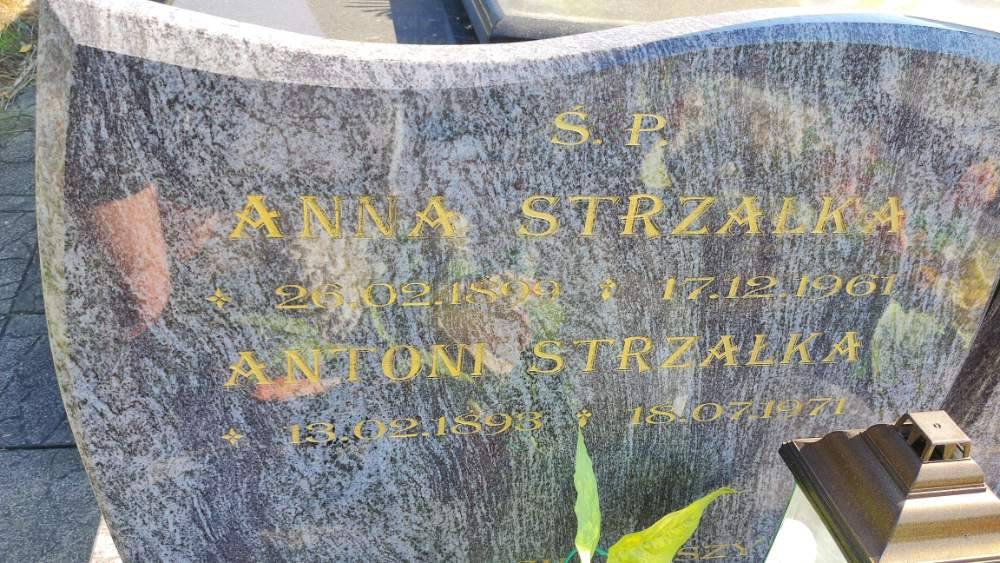 Ś. P.
ANNA STRZAŁKA
26.02.1899 17.12.1961
ANTONI STRZAŁKA
13.02.1893 18.07.1971